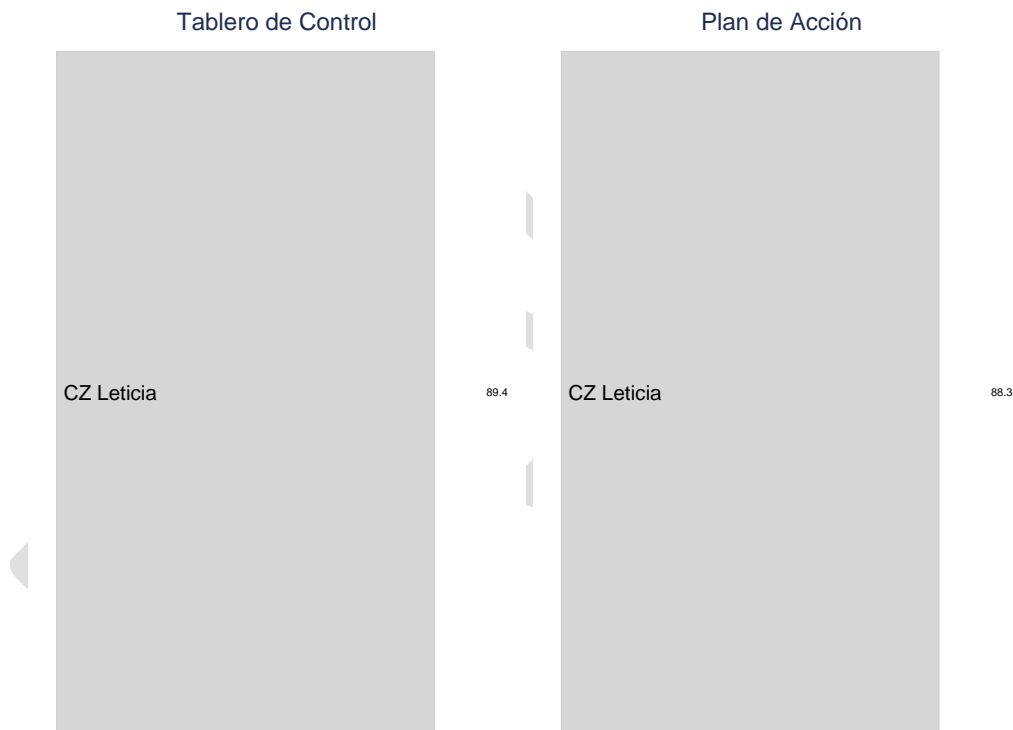 Tablero de Control
Plan de Acción
CZ Leticia
89.4
CZ Leticia
88.3